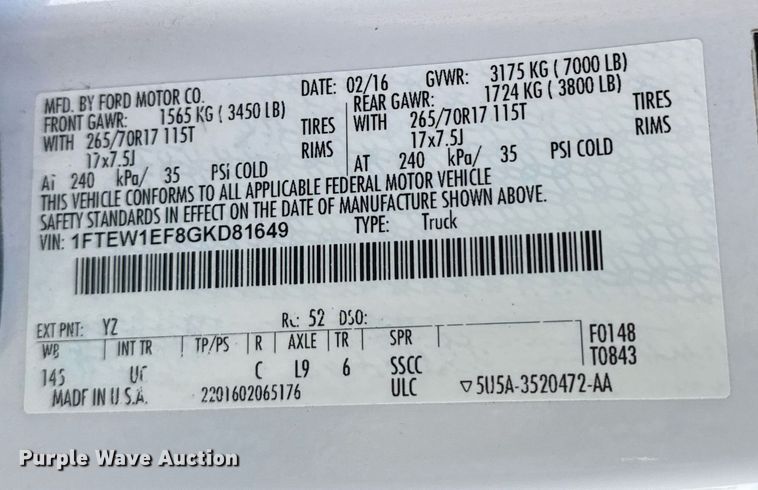 MFD. BY FORD MOTOR CO. DATE: 02/16 GVWR: 3175 KG ( 7000 LB)
FRONT GAWR: 1565 KG ( 3450 LB) REAR GAWR: 1724 KG ( 3800 LB)
WITH 265/70R17 115T TIRES WITH 265/70R17 115T TIRES
17x7.5J RIMS 17x7.5J RIMS
AT 240 kPa/ 35 PSI COLD AT 240 kPa/ 35 PSI COLD
THIS VEHICLE CONFORMS TO ALL APPLICABLE FEDERAL MOTOR VEHICLE
SAFETY STANDARDS IN EFFECT ON THE DATE OF MANUFACTURE SHOWN ABOVE.
VIN: 1FTEW1EF8GKD81649 TYPE: Truck
EXT PNT: YZ RC: 52 DSO:
WB INT TR TP/PS R AXLE TR SPR F0148
145 C L9 6 SSCC T0843
MADE IN U.S.A. 2201602065176 ULC ▽5U5A-3520472-AA
Purple Wave Auction